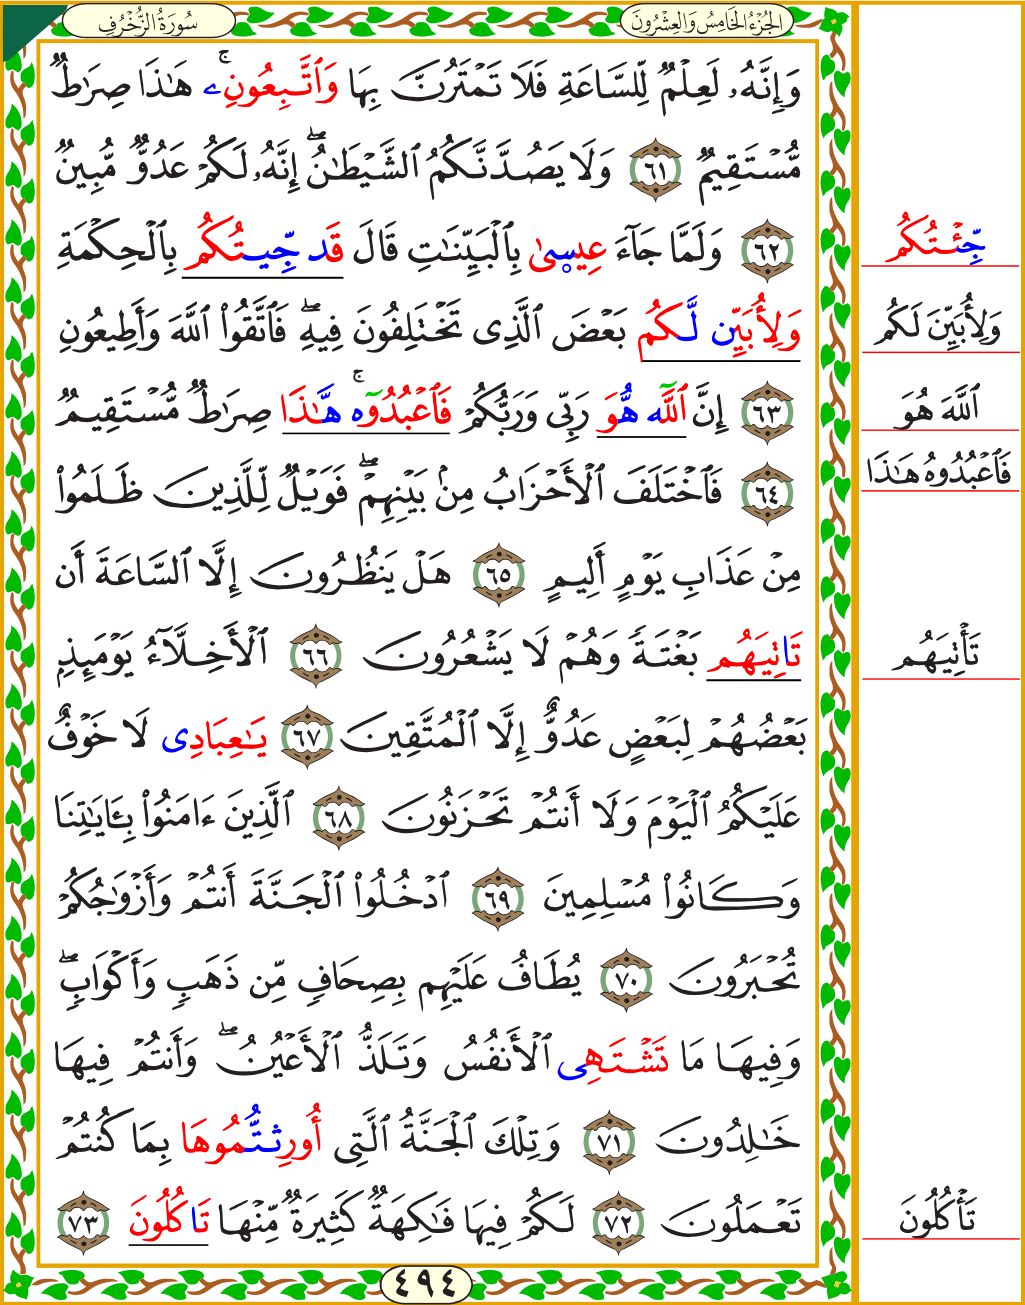 سُورَةُ الزُّخْرُفِ
الجُزْءُ الخَامِسُ وَالعِشْرُونَ
وَإِنَّهُۥ لَعِلْمٌ لِّلسَّاعَةِ فَلَا تَمْتَرُنَّ بِهَا وَٱتَّبِعُونِۦ هَٰذَا صِرَٰطٌ
مُّسْتَقِيمٌ ٦١ وَلَا يَصُدَّنَّكُمُ ٱلشَّيْطَٰنُۖ إِنَّهُۥ لَكُمْ عَدُوٌّ مُّبِينٌ
٦٢ وَلَمَّا جَآءَ عِيسىٰ بِٱلْبَيِّنَٰتِ قَالَ قَد جِّيتُكُم بِٱلْحِكْمَةِ
وَلِأُبَيِّن لَّكُم بَعْضَ ٱلَّذِى تَخْتَلِفُونَ فِيهِۖ فَٱتَّقُوا۟ ٱللَّهَ وَأَطِيعُونِ
٦٣ إِنَّ ٱللَّه هُّوَ رَبِّى وَرَبُّكُمْ فَٱعْبُدُوٓه هَّٰذَا صِرَٰطٌ مُّسْتَقِيمٌ
٦٤ فَٱخْتَلَفَ ٱلْأَحْزَابُ مِنۢ بَيْنِهِمْۖ فَوَيْلٌ لِّلَّذِينَ ظَلَمُوا۟
مِنْ عَذَابِ يَوْمٍ أَلِيمٍ ٦٥ هَلْ يَنظُرُونَ إِلَّا ٱلسَّاعَةَ أَن
تَاتِيَهُم بَغْتَةً وَهُمْ لَا يَشْعُرُونَ ٦٦ ٱلْأَخِلَّآءُ يَوْمَئِذٍۭ
بَعْضُهُمْ لِبَعْضٍ عَدُوٌّ إِلَّا ٱلْمُتَّقِينَ ٦٧ يَٰعِبَادِى لَا خَوْفٌ
عَلَيْكُمُ ٱلْيَوْمَ وَلَا أَنتُمْ تَحْزَنُونَ ٦٨ ٱلَّذِينَ ءَامَنُوا۟ بِـَٔايَٰتِنَا
وَكَانُوا۟ مُسْلِمِينَ ٦٩ ٱدْخُلُوا۟ ٱلْجَنَّةَ أَنتُمْ وَأَزْوَٰجُكُمْ
تُحْبَرُونَ ٧٠ يُطَافُ عَلَيْهِم بِصِحَافٍ مِّن ذَهَبٍ وَأَكْوَابٍۖ
وَفِيهَا مَا تَشْتَهِى ٱلْأَنفُسُ وَتَلَذُّ ٱلْأَعْيُنُۖ وَأَنتُمْ فِيهَا
خَٰلِدُونَ ٧١ وَتِلْكَ ٱلْجَنَّةُ ٱلَّتِى أُورِثتُّمُوهَا بِمَا كُنتُمْ
تَعْمَلُونَ ٧٢ لَكُمْ فِيهَا فَٰكِهَةٌ كَثِيرَةٌ مِّنْهَا تَاكُلُونَ ٧٣
جِّئْتُكُم
وَلِأُبَيِّنَ لَكُم
ٱللَّهَ هُوَ
فَٱعْبُدُوهُ هَٰذَا
تَأْتِيَهُم
تَأْكُلُونَ
٤٩٤